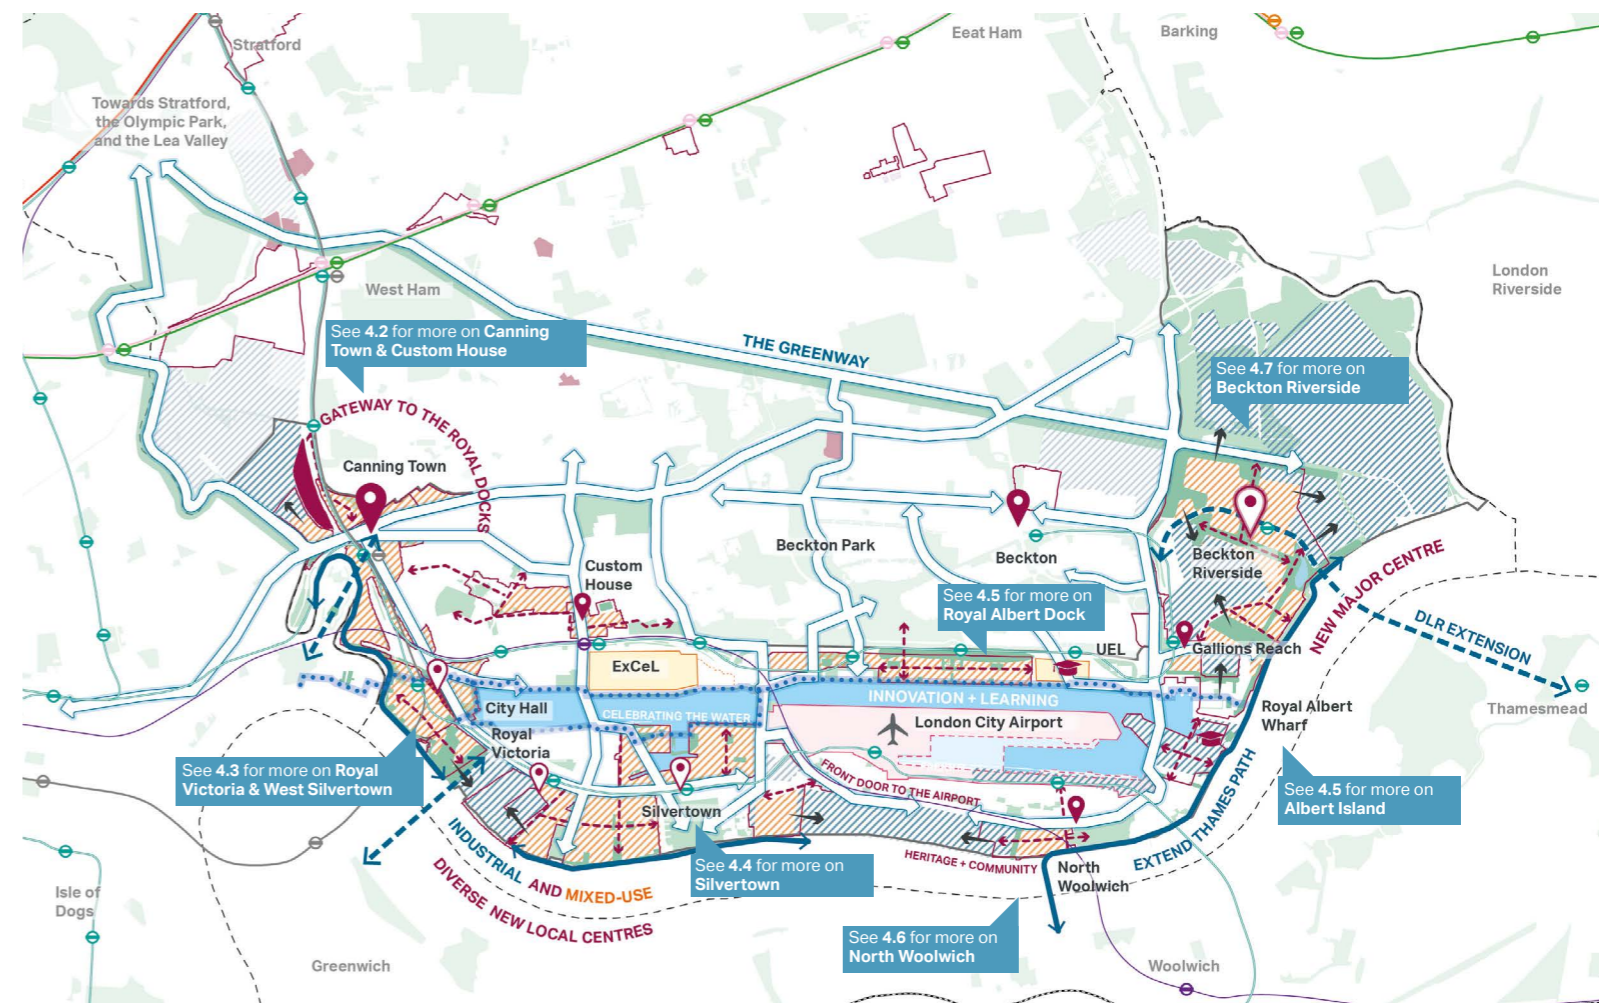 Stratford
Eeat Ham
Barking
Towards Stratford,
the Olympic Park,
and the Lea Valley
London
Riverside
West Ham
See 4.2 for more on Canning
Town & Custom House
THE GREENWAY
See 4.7 for more on
Beckton Riverside
GATEWAY TO THE ROYAL DOCKS
Canning Town
Beckton Park
Beckton
Beckton
Riverside
NEW MAJOR CENTRE
Custom
House
See 4.5 for more on
Royal Albert Dock
DLR EXTENSION
UEL
Gallions Reach
ExCeL
INNOVATION + LEARNING
City Hall
CELEBRATING THE WATER
London City Airport
Royal Albert
Wharf
Thamesmead
Royal
Victoria
See 4.3 for more on Royal
Victoria & West Silvertown
FRONT DOOR TO THE AIRPORT
See 4.5 for more on
Albert Island
Silvertown
EXTEND THAMES PATH
INDUSTRIAL AND MIXED-USE
See 4.4 for more on
Silvertown
HERITAGE + COMMUNITY
North
Woolwich
DIVERSE NEW LOCAL CENTRES
Isle of
Dogs
See 4.6 for more on
North Woolwich
Greenwich
Woolwich